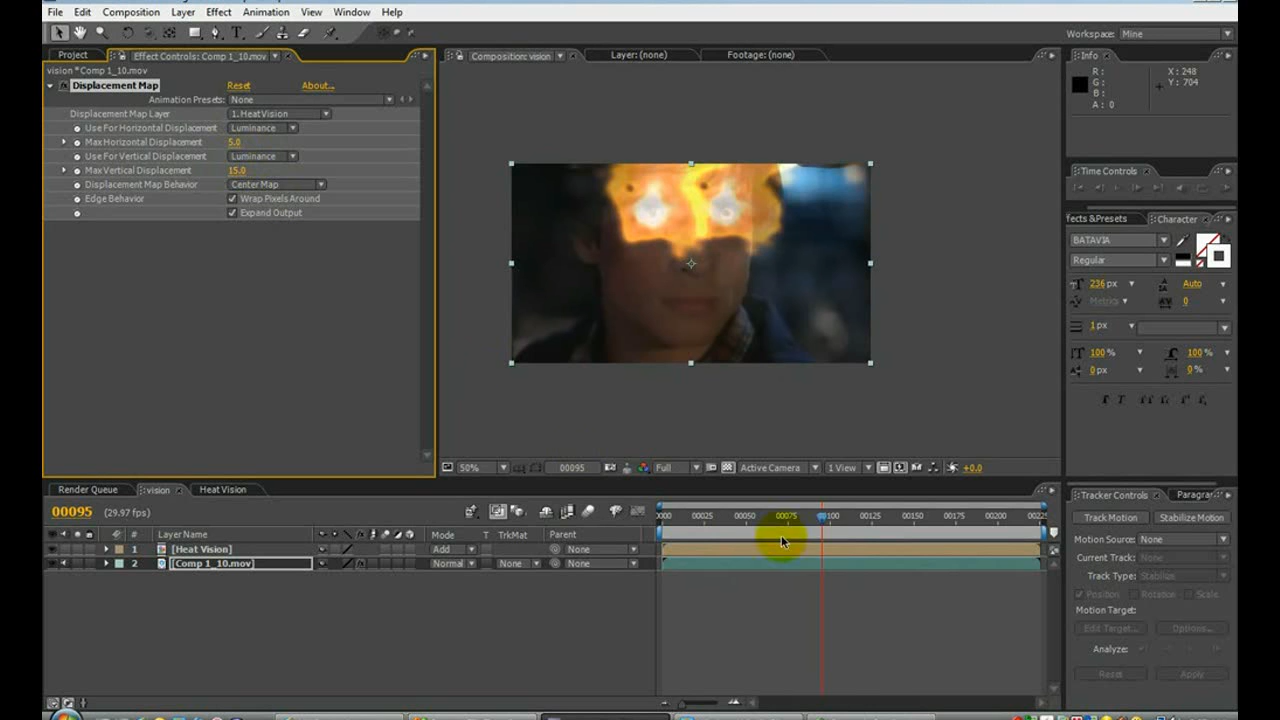 File Edit Composition Layer Effect Animation View Window Help
Workspace: Mine
Project Effect Controls: Comp 1_10.mov
Composition: vision Layer: (none) Footage: (none)
Info
vision * Comp 1_10.mov
R: G: B: A: 0
X: 248 Y: 704
Displacement Map Reset About...
Animation Presets: None
Displacement Map Layer 1. Heat Vision
Use For Horizontal Displacement Luminance
Max Horizontal Displacement 5.0
Use For Vertical Displacement Luminance
Max Vertical Displacement 15.0
Displacement Map Behavior Center Map
Edge Behavior Wrap Pixels Around
Expand Output
Time Controls
ffects & Presets Character
BATAVIA
Regular
236 px Auto
Metrics 0
1 px
100 % 100 %
0 px 0 %
50% 00095 Full Active Camera 1 View +0.0
Render Queue vision Heat Vision
00095 (29.97 fps)
0000 00025 00050 00075 00100 00125 00150 00175 00200 00225
Layer Name Mode T TrkMat Parent
1 [Heat Vision] Add None
2 [Comp 1_10.mov] Normal None None
Tracker Controls Paragra
Track Motion Stabilize Motion
Motion Source: None
Current Track: None
Track Type: Stabilize
Position Rotation Scale
Motion Target:
Edit Target... Options...
Analyze:
Reset Apply